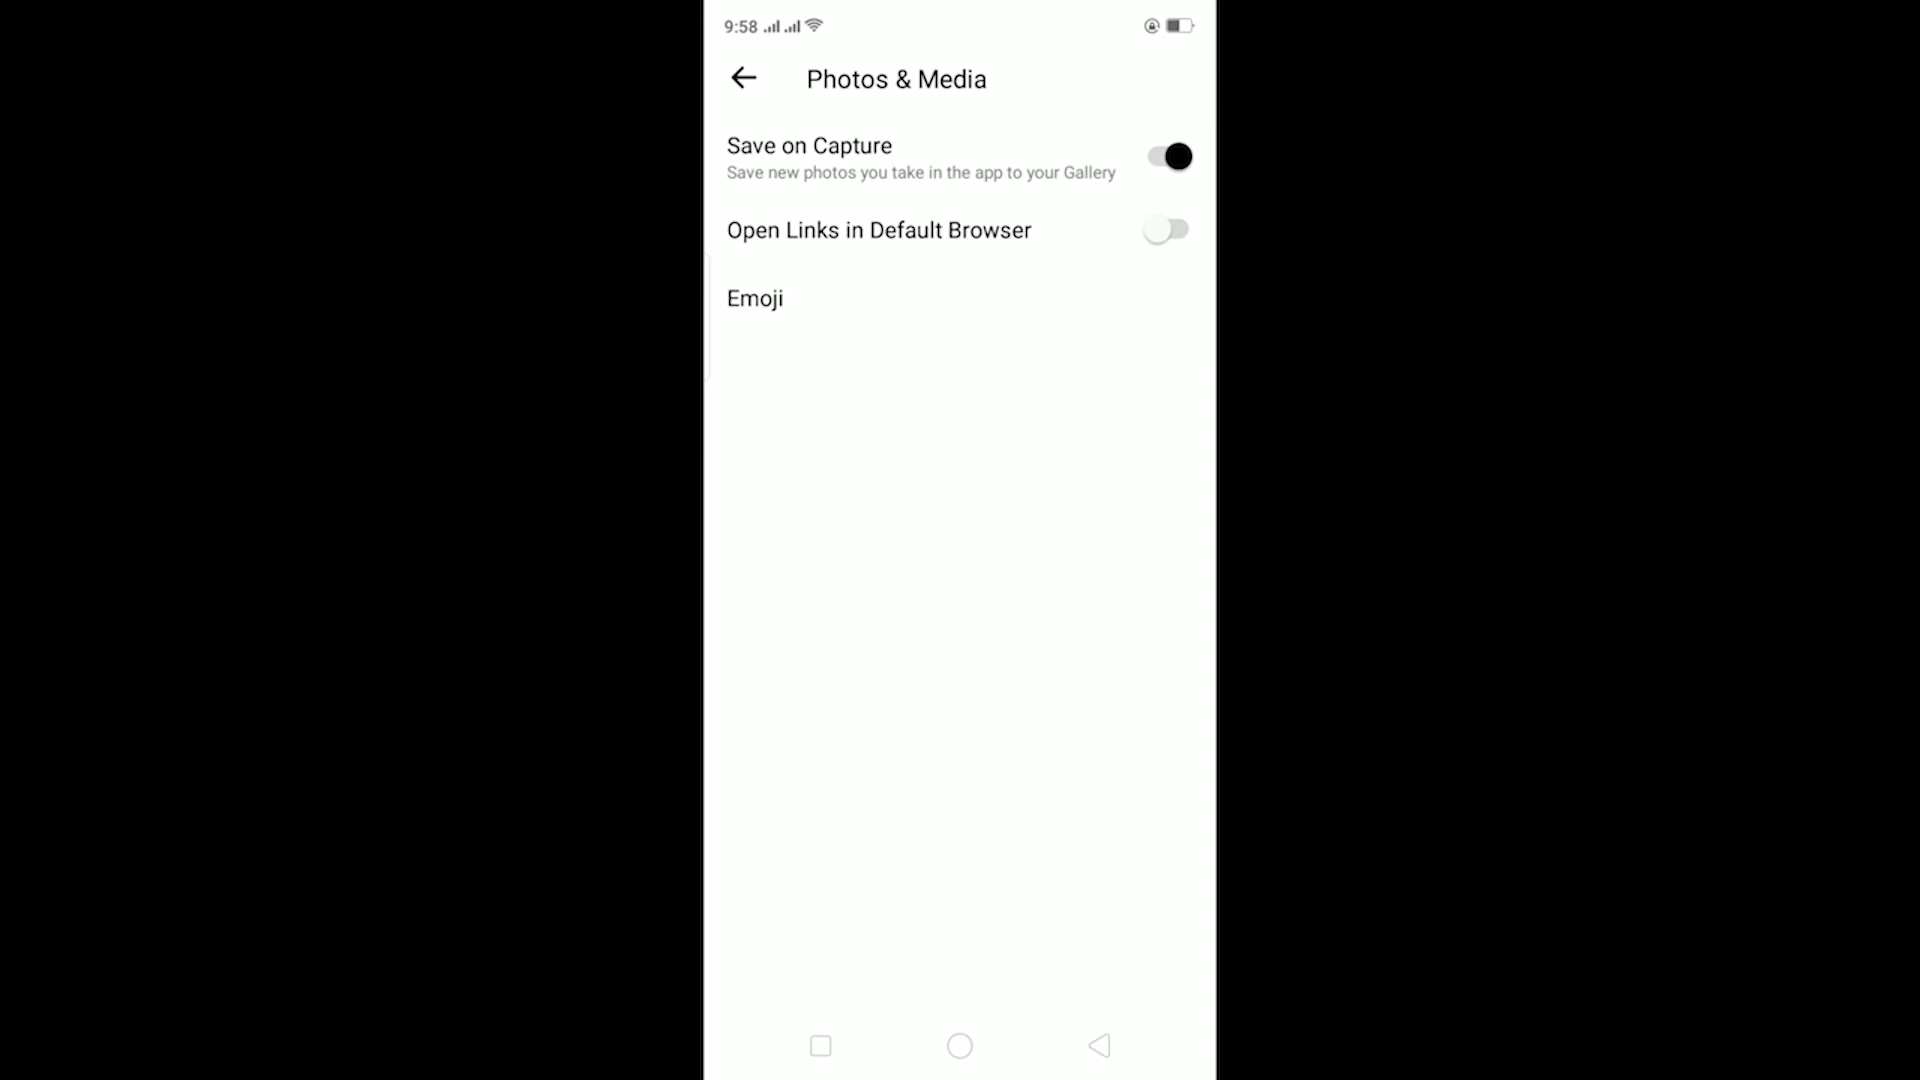 9:58
Photos & Media
Save on Capture
Save new photos you take in the app to your Gallery
Open Links in Default Browser
Emoji